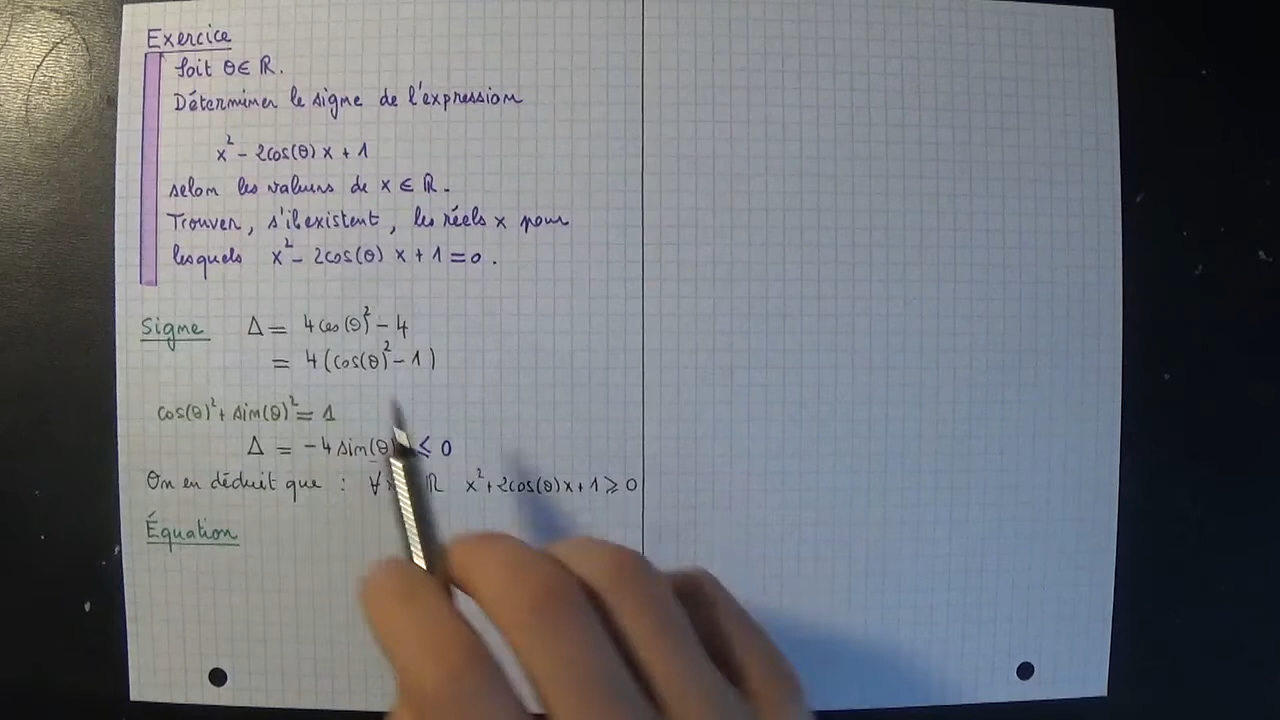 Exercice
Soit θ ∈ ℝ.
Déterminer le signe de l'expression
x² - 2cos(θ) x + 1
selon les valeurs de x ∈ ℝ.
Trouver, s'il existent, les réels x pour
lesquels x² - 2cos(θ) x + 1 = 0.
Signe Δ = 4cos(θ)² - 4
= 4(cos(θ)² - 1)
cos(θ)² + sin(θ)² = 1
Δ = -4 sin(θ) ≤ 0
On en déduit que : ∀x ℝ x² + 2cos(θ)x + 1 ≥ 0
Équation